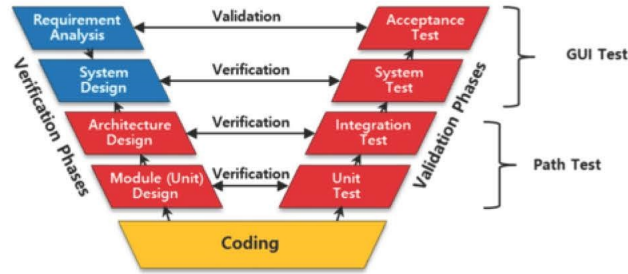 Requirement
Analysis
Validation
Acceptance
Test
System
Design
Verification
System
Test
GUI Test
Architecture
Design
Verification
Integration
Test
Module (Unit)
Design
Verification
Unit
Test
Path Test
Coding
Verification Phases
Validation Phases